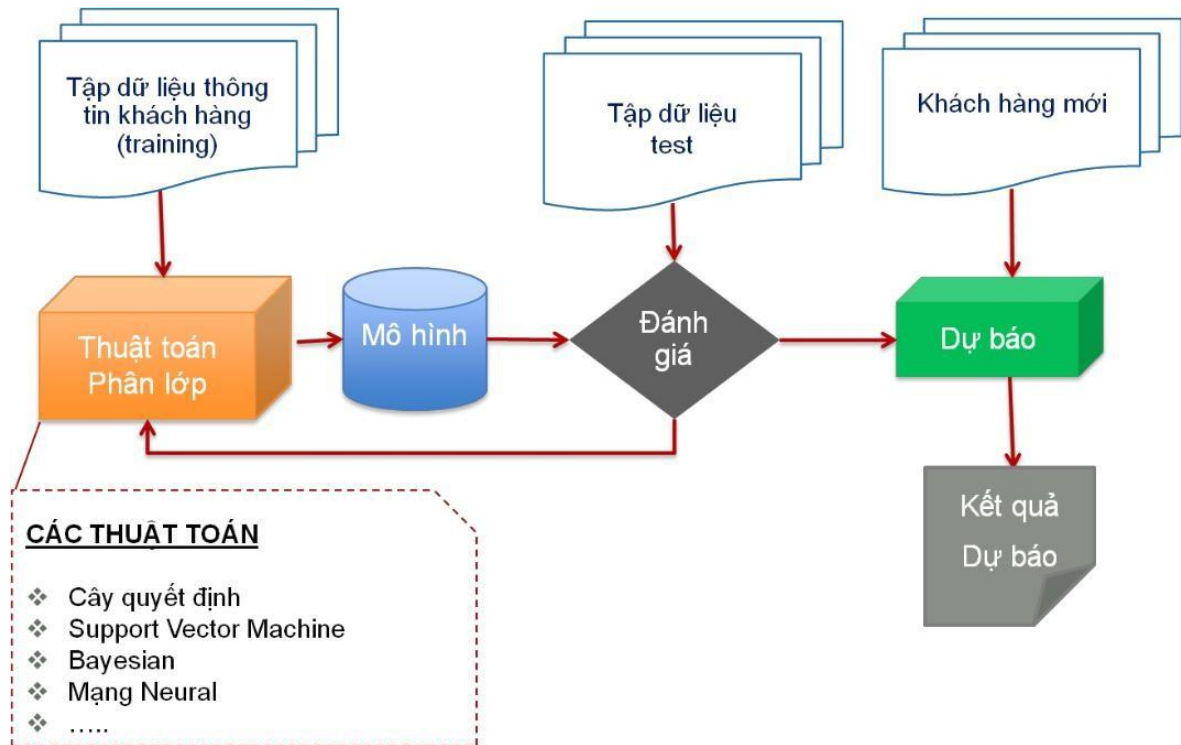 Tập dữ liệu thông
tin khách hàng
(training)
Tập dữ liệu
test
Khách hàng mới
Thuật toán
Phân lớp
Mô hình
Đánh
giá
Dự báo
Kết quả
Dự báo
CÁC THUẬT TOÁN
❖ Cây quyết định
❖ Support Vector Machine
❖ Bayesian
❖ Mạng Neural
❖ …..